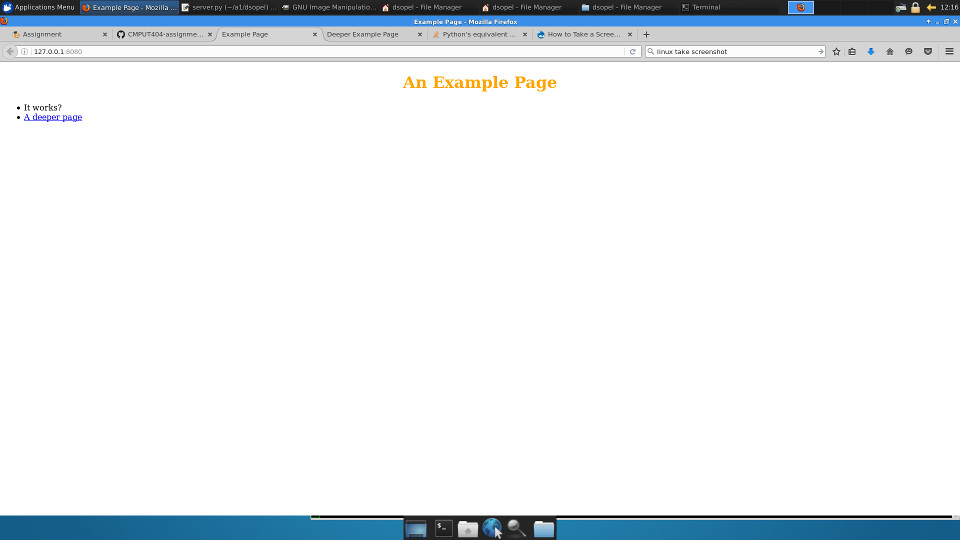 Applications Menu
Example Page - Mozilla ...
server.py (~/a1/dsopel) ...
GNU Image Manipulatio...
dsopel - File Manager
dsopel - File Manager
dsopel - File Manager
Terminal
12:16
Example Page - Mozilla Firefox
Assignment
CMPUT404-assignme...
Example Page
Deeper Example Page
Python's equivalent ...
How to Take a Scree...
127.0.0.1:8080
linux take screenshot
An Example Page
It works?
A deeper page